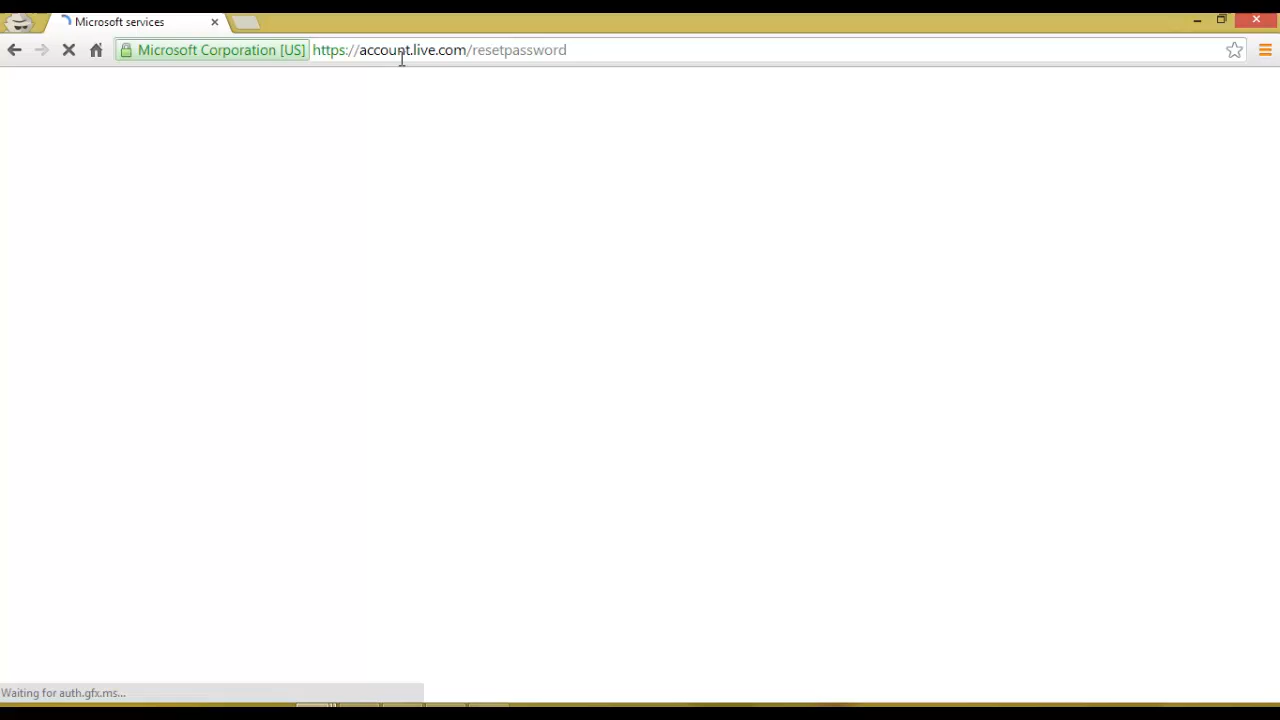 Microsoft services
Microsoft Corporation [US] https://account.live.com/resetpassword
Waiting for auth.gfx.ms...